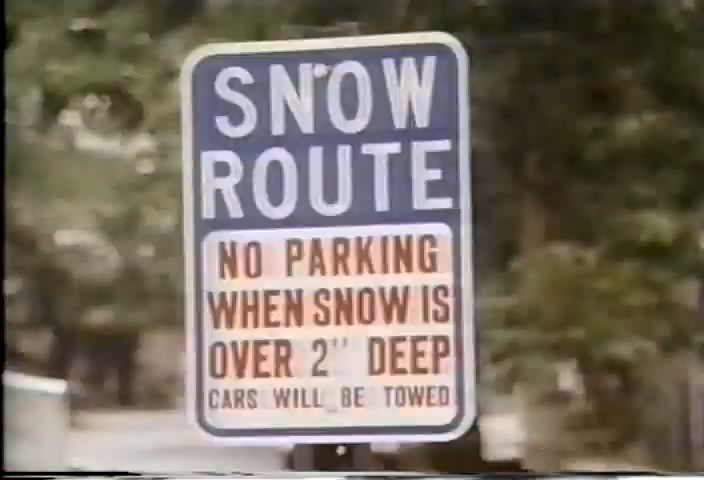 SNOW
ROUTE
NO PARKING
WHEN SNOW IS
OVER 2" DEEP
CARS WILL BE TOWED